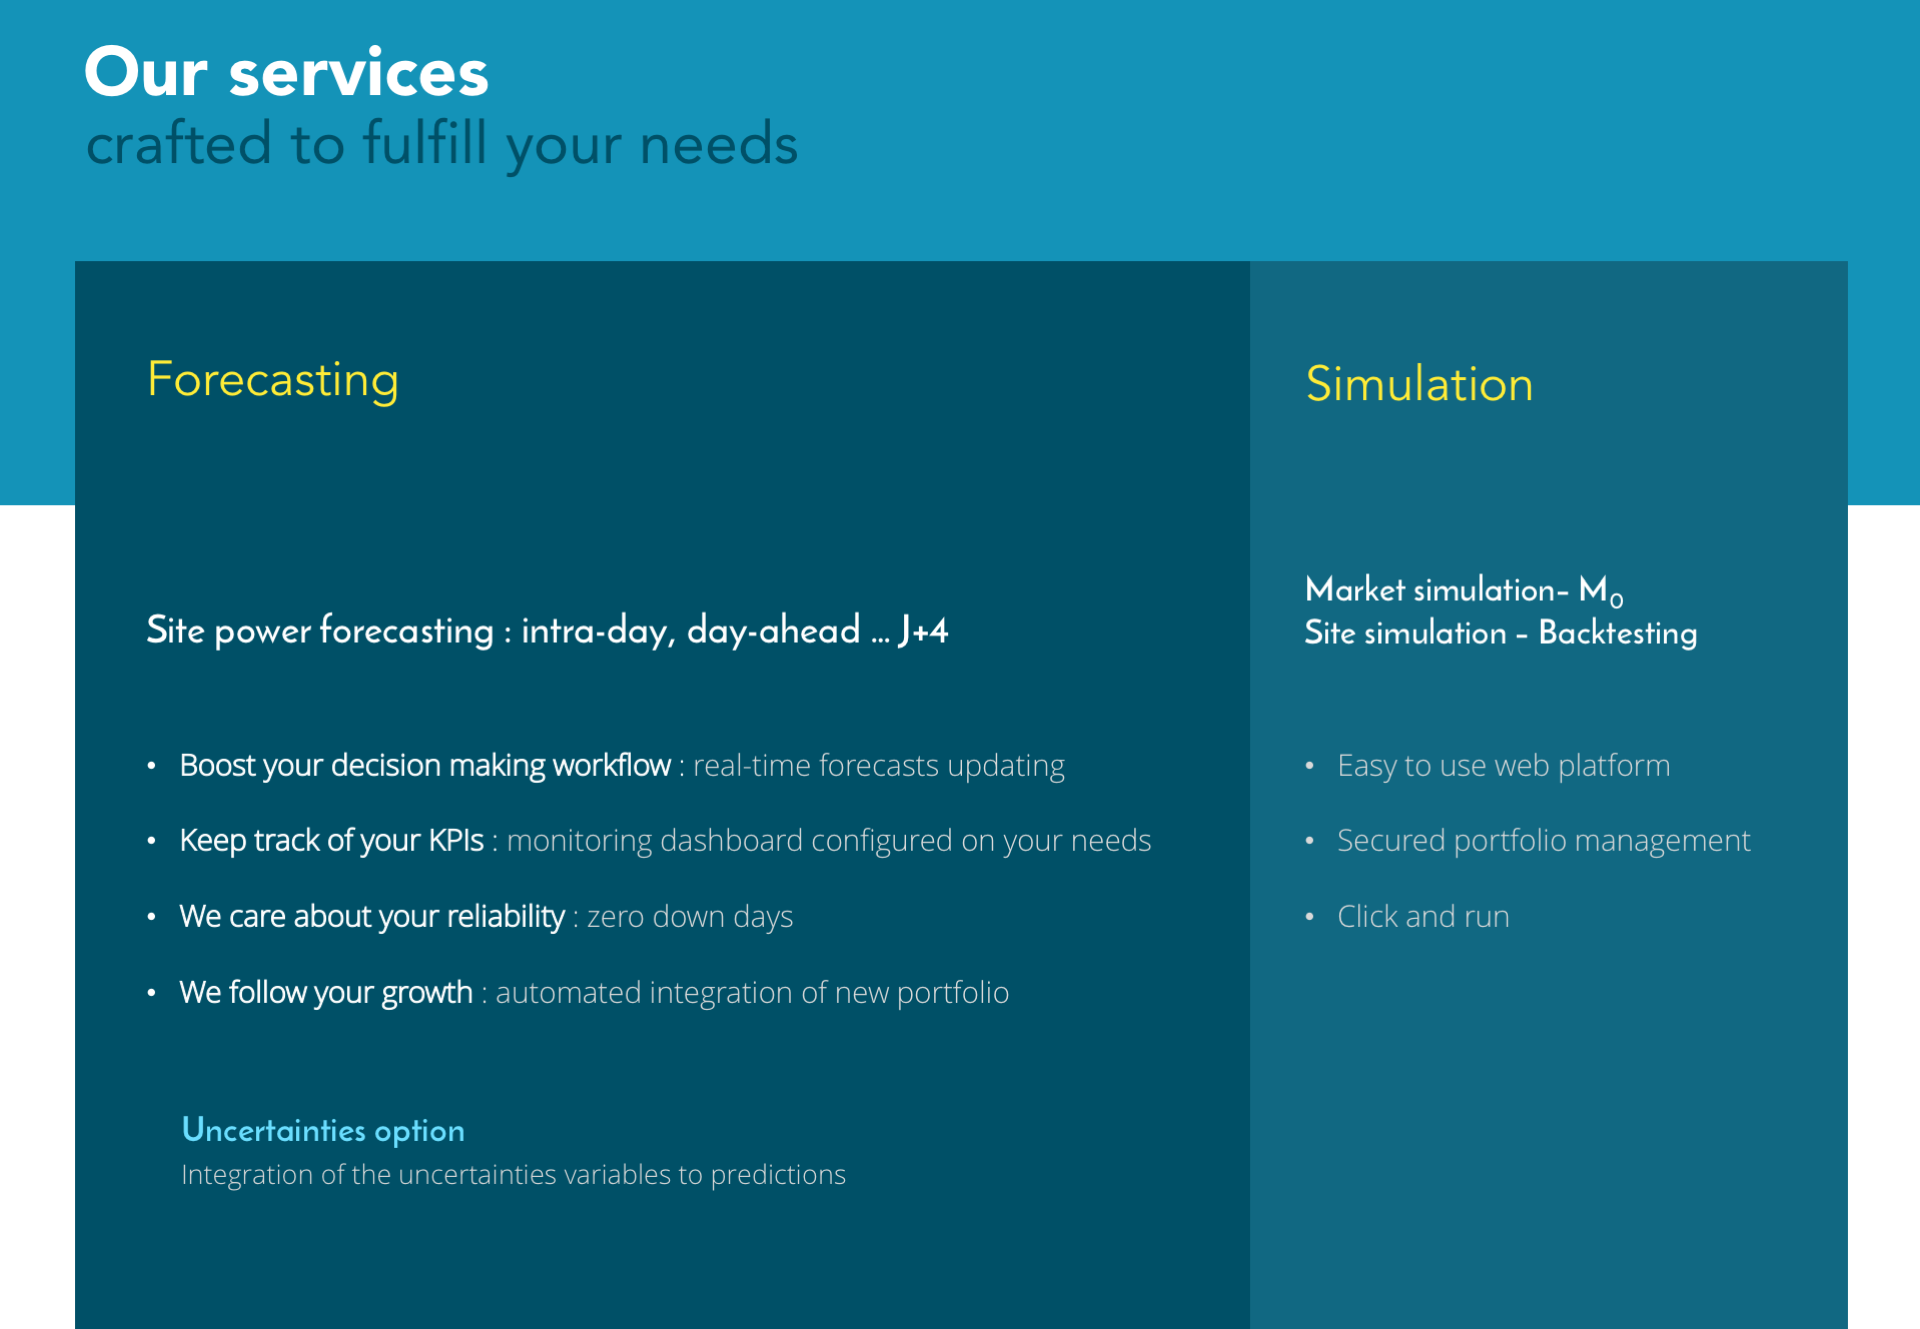 Our services
crafted to fulfill your needs
Forecasting
Site power forecasting : intra-day, day-ahead ... J+4
• Boost your decision making workflow : real-time forecasts updating
• Keep track of your KPIs : monitoring dashboard configured on your needs
• We care about your reliability : zero down days
• We follow your growth : automated integration of new portfolio
Uncertainties option
Integration of the uncertainties variables to predictions
Simulation
Market simulation– M₀
Site simulation – Backtesting
• Easy to use web platform
• Secured portfolio management
• Click and run